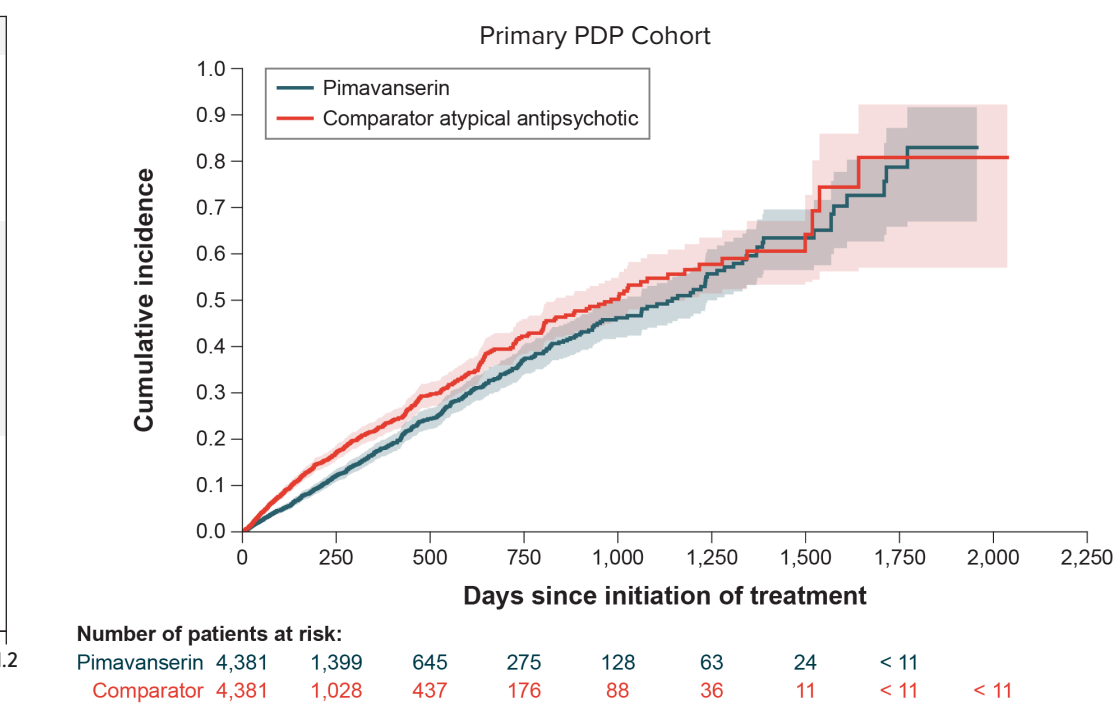 Primary PDP Cohort
Pimavanserin
Comparator atypical antipsychotic
Cumulative incidence
1.0
0.9
0.8
0.7
0.6
0.5
0.4
0.3
0.2
0.1
0.0
0 250 500 750 1,000 1,250 1,500 1,750 2,000 2,250
Days since initiation of treatment
Number of patients at risk:
Pimavanserin 4,381 1,399 645 275 128 63 24 < 11
Comparator 4,381 1,028 437 176 88 36 11 < 11 < 11